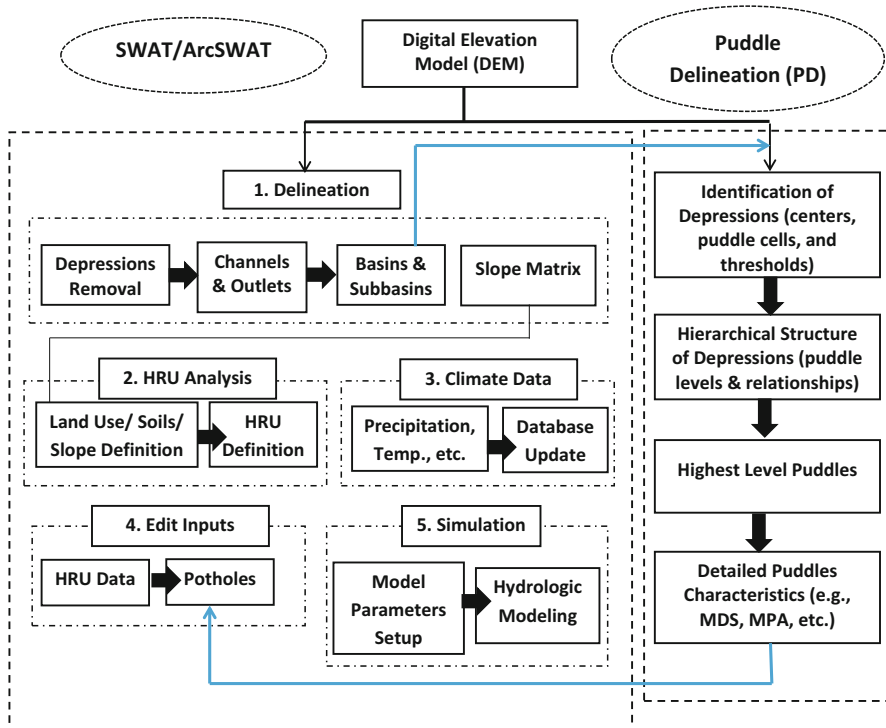 SWAT/ArcSWAT
Digital Elevation
Model (DEM)
Puddle
Delineation (PD)
1. Delineation
Depressions
Removal
Channels
& Outlets
Basins &
Subbasins
Slope Matrix
2. HRU Analysis
Land Use/ Soils/
Slope Definition
HRU
Definition
3. Climate Data
Precipitation,
Temp., etc.
Database
Update
4. Edit Inputs
HRU Data
Potholes
5. Simulation
Model
Parameters
Setup
Hydrologic
Modeling
Identification of
Depressions (centers,
puddle cells, and
thresholds)
Hierarchical Structure
of Depressions (puddle
levels & relationships)
Highest Level Puddles
Detailed Puddles
Characteristics (e.g.,
MDS, MPA, etc.)